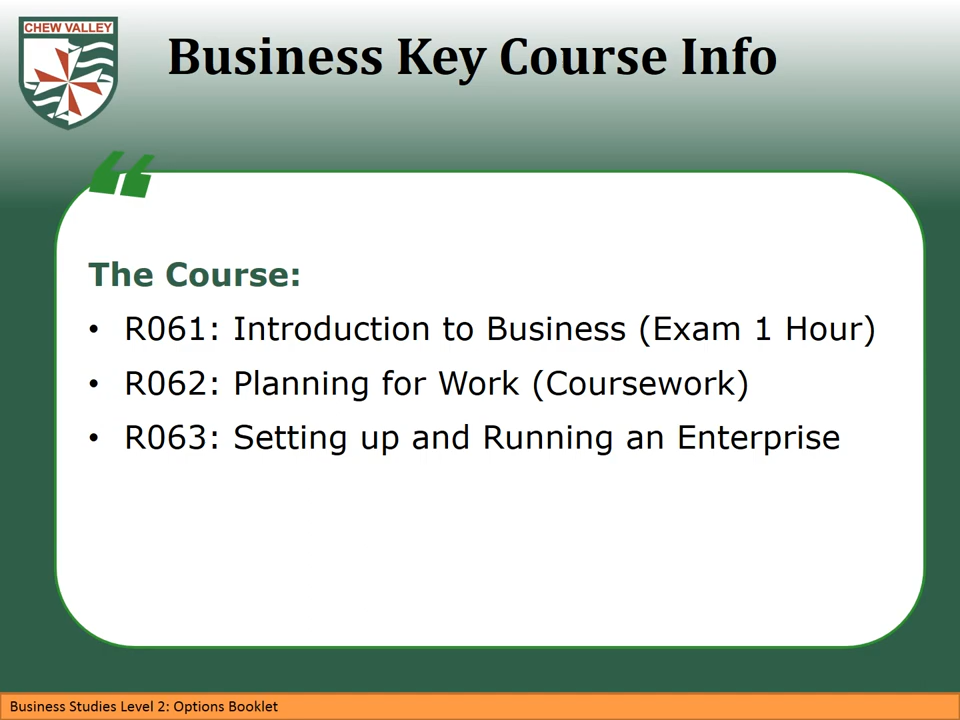 CHEW VALLEY
Business Key Course Info
The Course:
• R061: Introduction to Business (Exam 1 Hour)
• R062: Planning for Work (Coursework)
• R063: Setting up and Running an Enterprise
Business Studies Level 2: Options Booklet